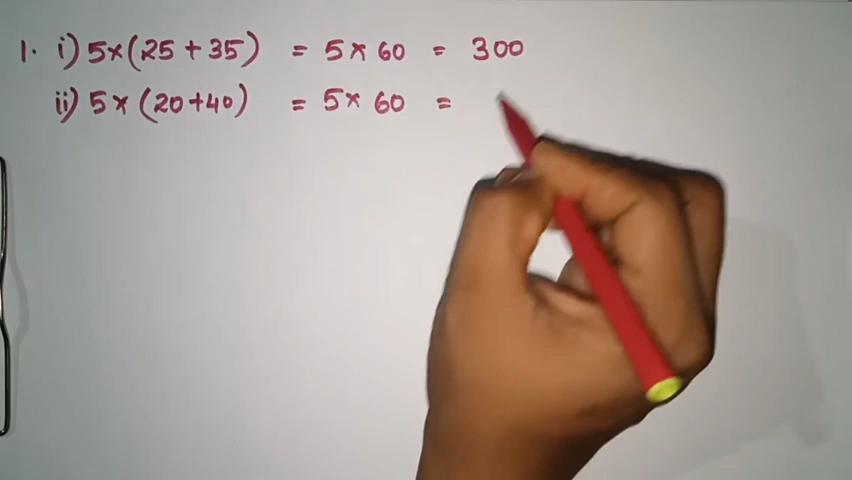 1. i) 5×(25+35) = 5×60 = 300
ii) 5×(20+40) = 5×60 =